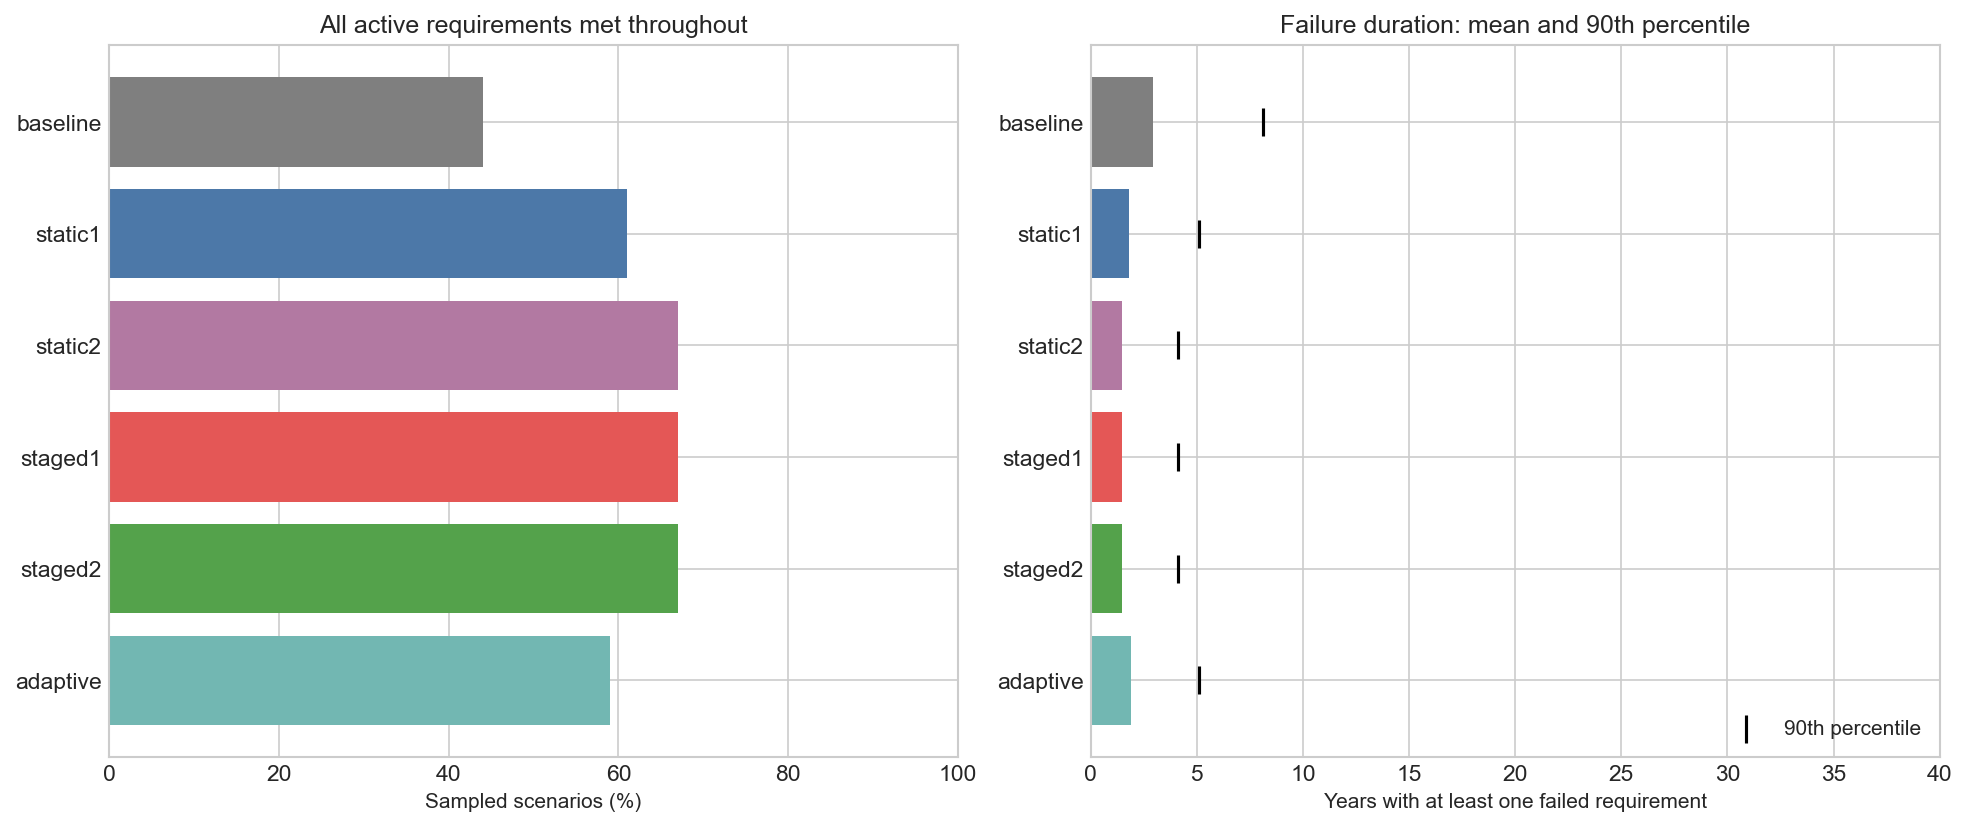 All active requirements met throughout
baseline
static1
static2
staged1
staged2
adaptive
0 20 40 60 80 100
Sampled scenarios (%)
Failure duration: mean and 90th percentile
baseline
static1
static2
staged1
staged2
adaptive
90th percentile
0 5 10 15 20 25 30 35 40
Years with at least one failed requirement